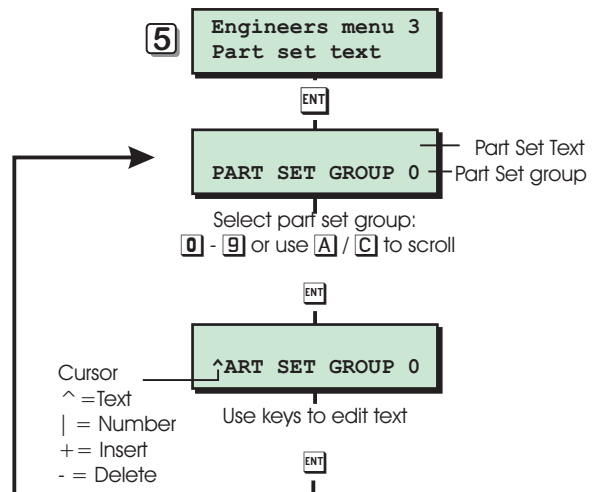 5
Engineers menu 3
Part set text
ENT
Part Set Text
PART SET GROUP 0
Part Set group
Select part set group:
0 - 9 or use A / C to scroll
ENT
^ART SET GROUP 0
Cursor
^ =Text
| = Number
+= Insert
- = Delete
Use keys to edit text
ENT